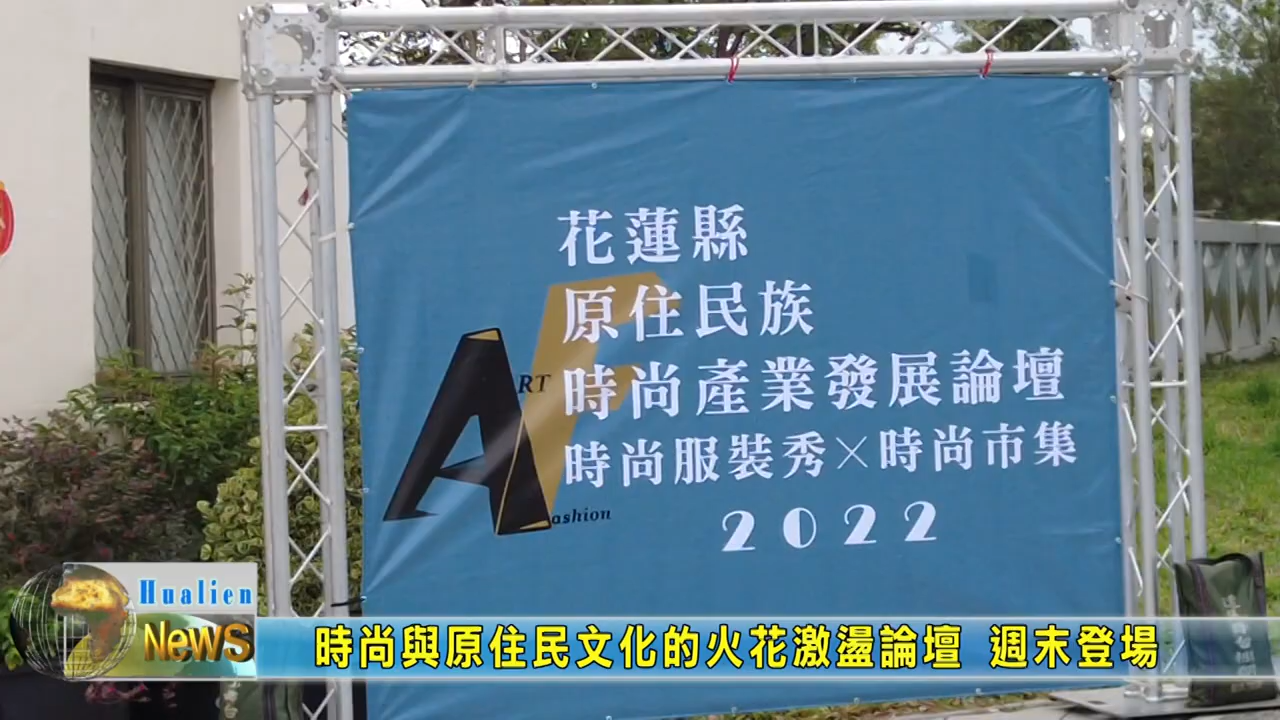 花蓮縣
原住民族
時尚產業發展論壇
時尚服裝秀×時尚市集
2022
ART
Fashion
Hualien
NewS
時尚與原住民文化的火花激盪論壇 週末登場